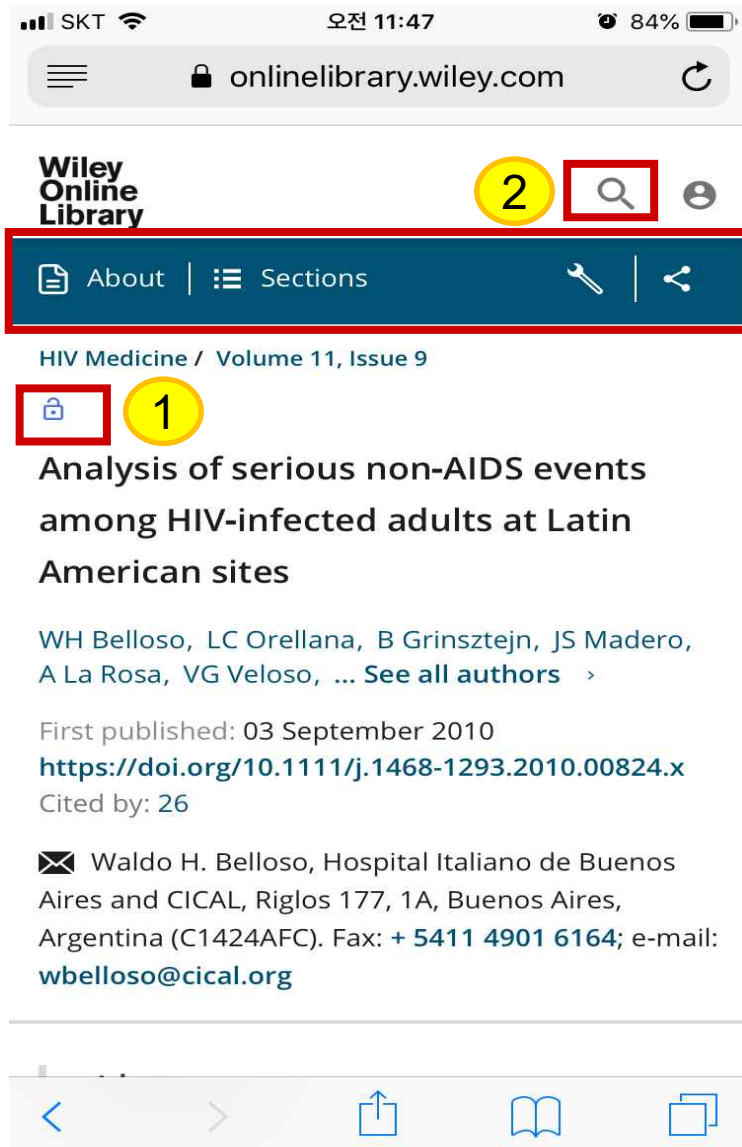 SKT 오전 11:47 84%
onlinelibrary.wiley.com
Wiley
Online
Library
2
About | Sections
HIV Medicine / Volume 11, Issue 9
1
Analysis of serious non-AIDS events
among HIV-infected adults at Latin
American sites
WH Belloso, LC Orellana, B Grinsztejn, JS Madero,
A La Rosa, VG Veloso, ... See all authors ›
First published: 03 September 2010
https://doi.org/10.1111/j.1468-1293.2010.00824.x
Cited by: 26
Waldo H. Belloso, Hospital Italiano de Buenos
Aires and CICAL, Riglos 177, 1A, Buenos Aires,
Argentina (C1424AFC). Fax: + 5411 4901 6164; e-mail:
wbelloso@cical.org